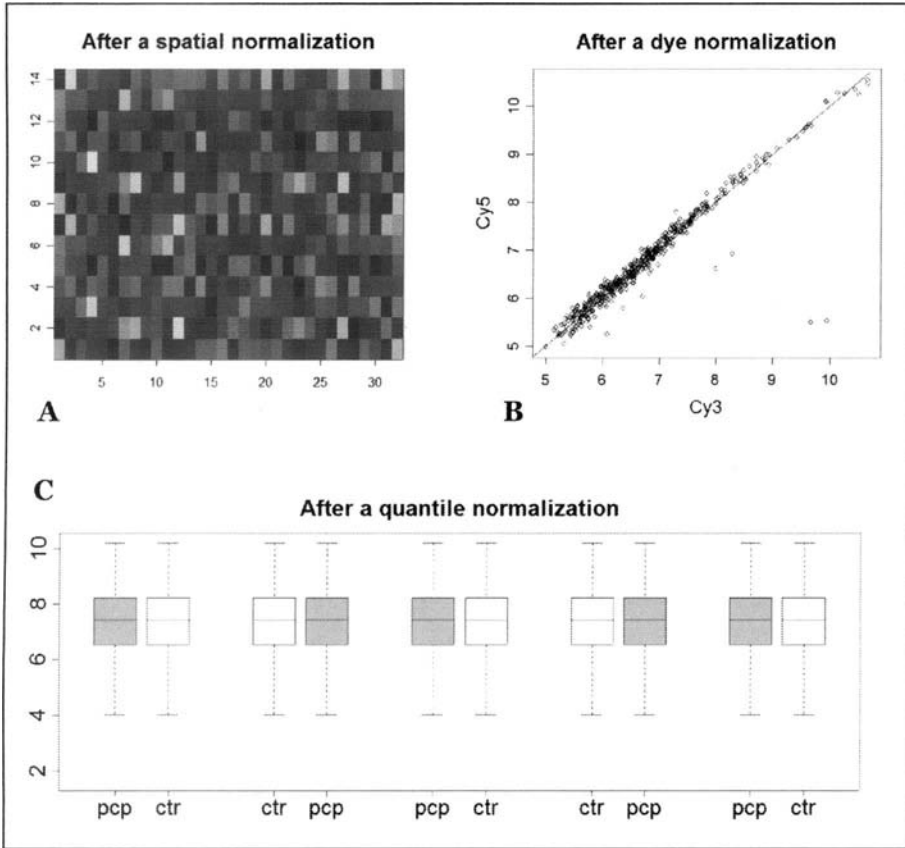 After a spatial normalization
14
12
10
8
6
4
2
5 10 15 20 25 30
A
After a dye normalization
10
9
8
7
6
5
Cy5
5 6 7 8 9 10
Cy3
B
C
After a quantile normalization
10
8
6
4
2
pcp ctr ctr pcp pcp ctr ctr pcp pcp ctr